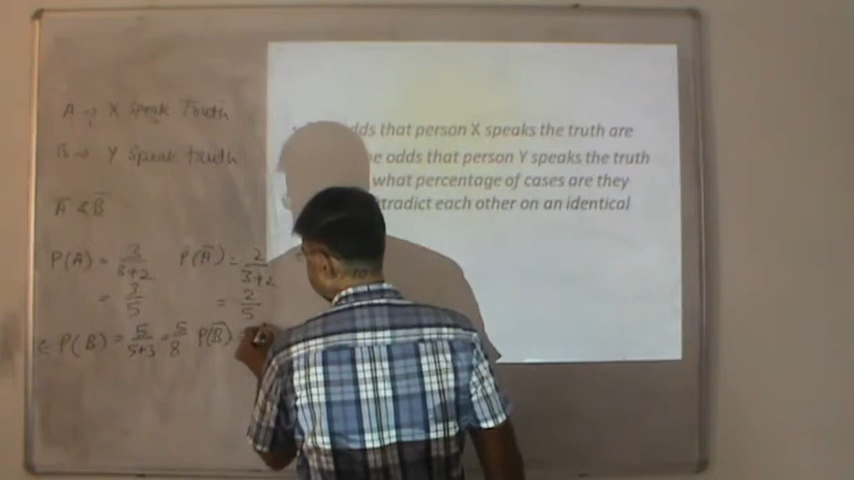 A → X Speak Truth
B → Y Speak truth
Ā & B̄
P(A) = 3/3+2 P(Ā) = 2/3+2
= 3/5 = 2/5
& P(B) = 5/5+3 = 5/8 P(B̄) =
odds that person X speaks the truth are
odds that person Y speaks the truth
what percentage of cases are they
each other on an identical